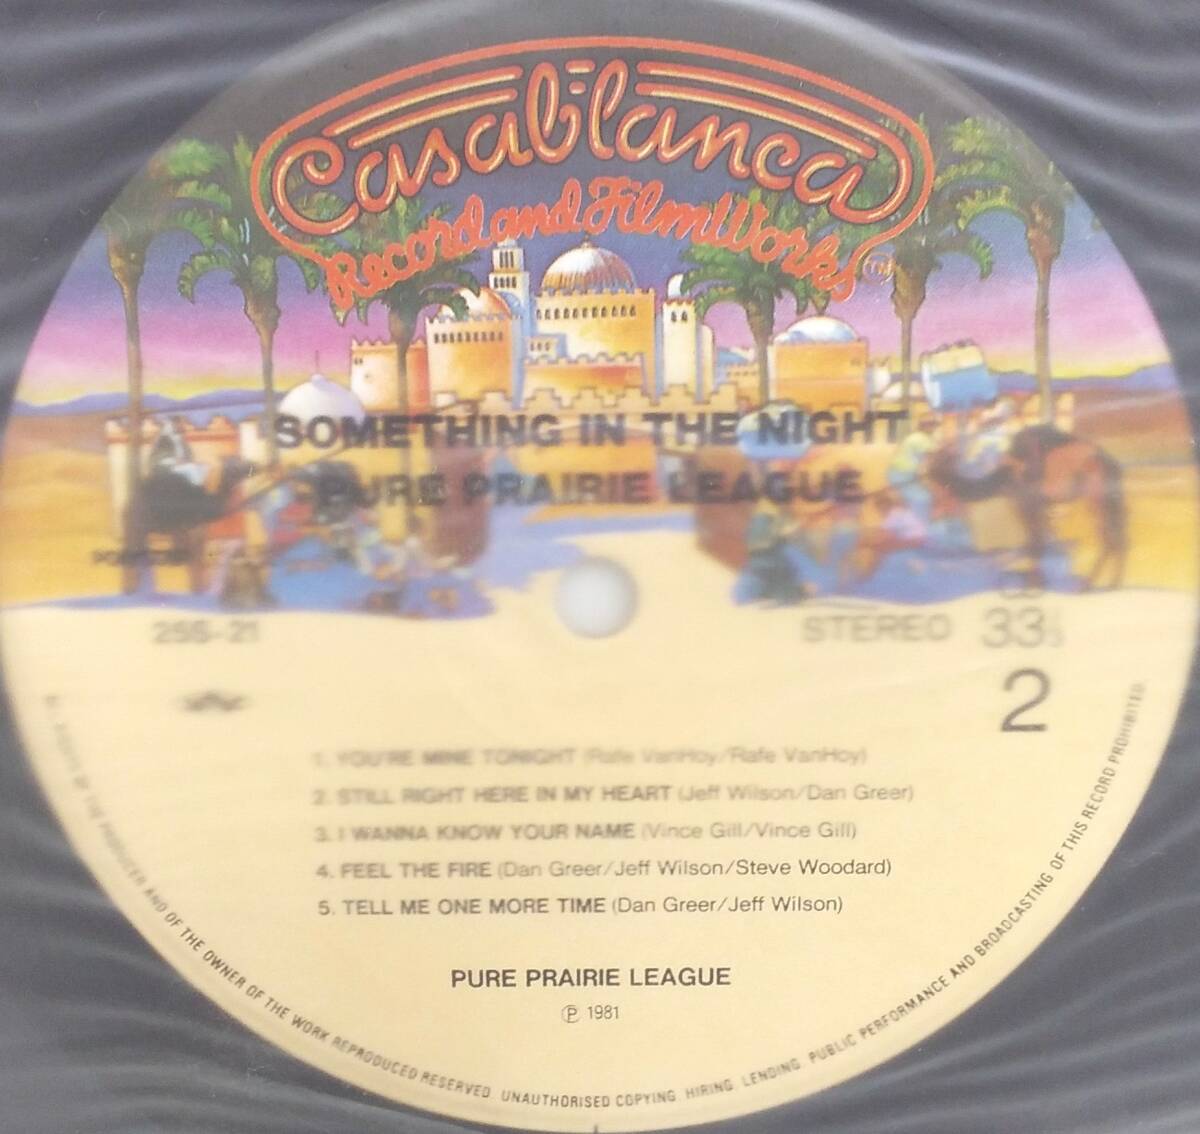 Casablanca
Record and FilmWorks TM
SOMETHING IN THE NIGHT
PURE PRAIRIE LEAGUE
25S-21
STEREO 33⅓
2
1. YOU'RE MINE TONIGHT (Rafe VanHoy/Rafe VanHoy)
2. STILL RIGHT HERE IN MY HEART (Jeff Wilson/Dan Greer)
3. I WANNA KNOW YOUR NAME (Vince Gill/Vince Gill)
4. FEEL THE FIRE (Dan Greer/Jeff Wilson/Steve Woodard)
5. TELL ME ONE MORE TIME (Dan Greer/Jeff Wilson)
PURE PRAIRIE LEAGUE
℗ 1981
ALL RIGHTS OF THE PRODUCER AND OF THE OWNER OF THE WORK REPRODUCED RESERVED. UNAUTHORISED COPYING. HIRING. LENDING. PUBLIC PERFORMANCE AND BROADCASTING OF THIS RECORD PROHIBITED.